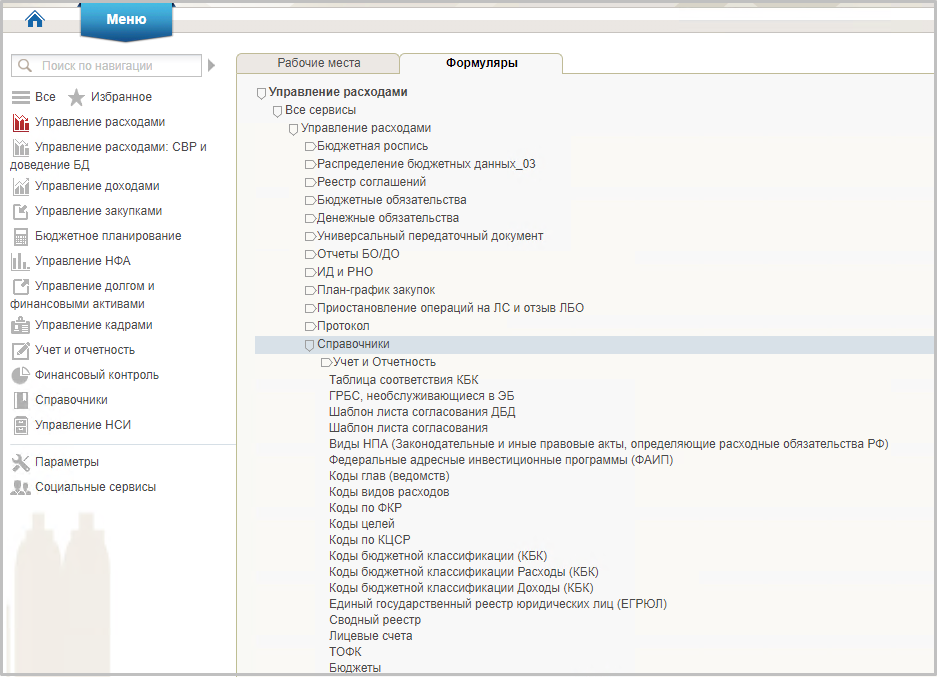 Меню
Поиск по навигации
Все
Избранное
Управление расходами
Управление расходами: СВР и
доведение БД
Управление доходами
Управление закупками
Бюджетное планирование
Управление НФА
Управление долгом и
финансовыми активами
Управление кадрами
Учет и отчетность
Финансовый контроль
Справочники
Управление НСИ
Параметры
Социальные сервисы
Рабочие места
Формуляры
Управление расходами
Все сервисы
Управление расходами
Бюджетная роспись
Распределение бюджетных данных_03
Реестр соглашений
Бюджетные обязательства
Денежные обязательства
Универсальный передаточный документ
Отчеты БО/ДО
ИД и РНО
План-график закупок
Приостановление операций на ЛС и отзыв ЛБО
Протокол
Справочники
Учет и Отчетность
Таблица соответствия КБК
ГРБС, необслуживающиеся в ЭБ
Шаблон листа согласования ДБД
Шаблон листа согласования
Виды НПА (Законодательные и иные правовые акты, определяющие расходные обязательства РФ)
Федеральные адресные инвестиционные программы (ФАИП)
Коды глав (ведомств)
Коды видов расходов
Коды по ФКР
Коды целей
Коды по КЦСР
Коды бюджетной классификации (КБК)
Коды бюджетной классификации Расходы (КБК)
Коды бюджетной классификации Доходы (КБК)
Единый государственный реестр юридических лиц (ЕГРЮЛ)
Сводный реестр
Лицевые счета
ТОФК
Бюджеты